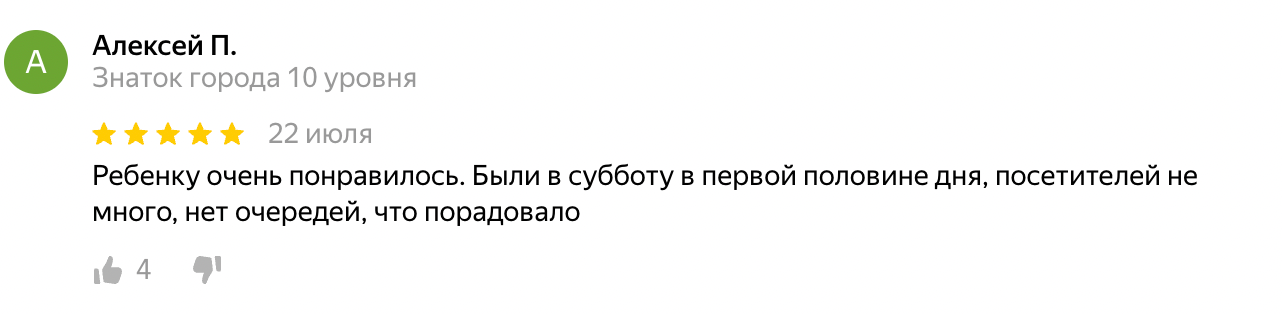 А
Алексей П.
Знаток города 10 уровня
22 июля
Ребенку очень понравилось. Были в субботу в первой половине дня, посетителей не
много, нет очередей, что порадовало
4